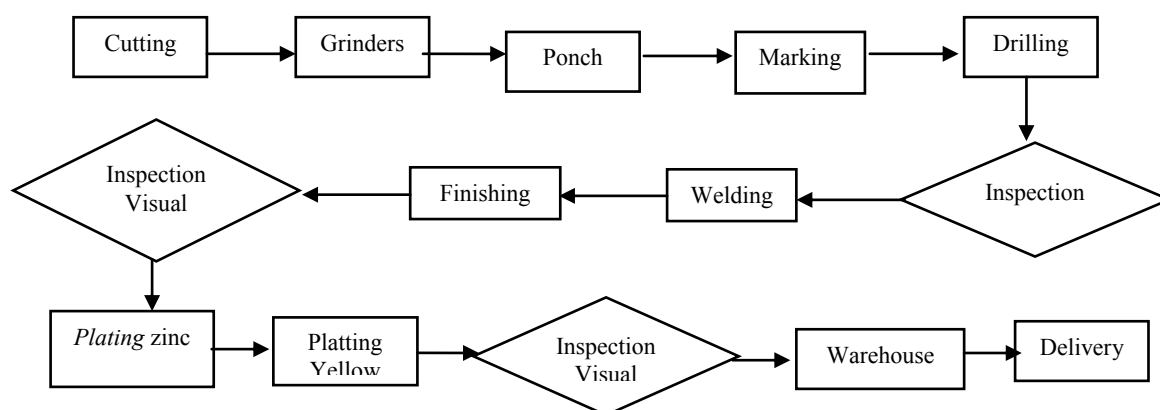 Cutting
Grinders
Ponch
Marking
Drilling
Inspection
Welding
Finishing
Inspection
Visual
Plating zinc
Platting
Yellow
Inspection
Visual
Warehouse
Delivery